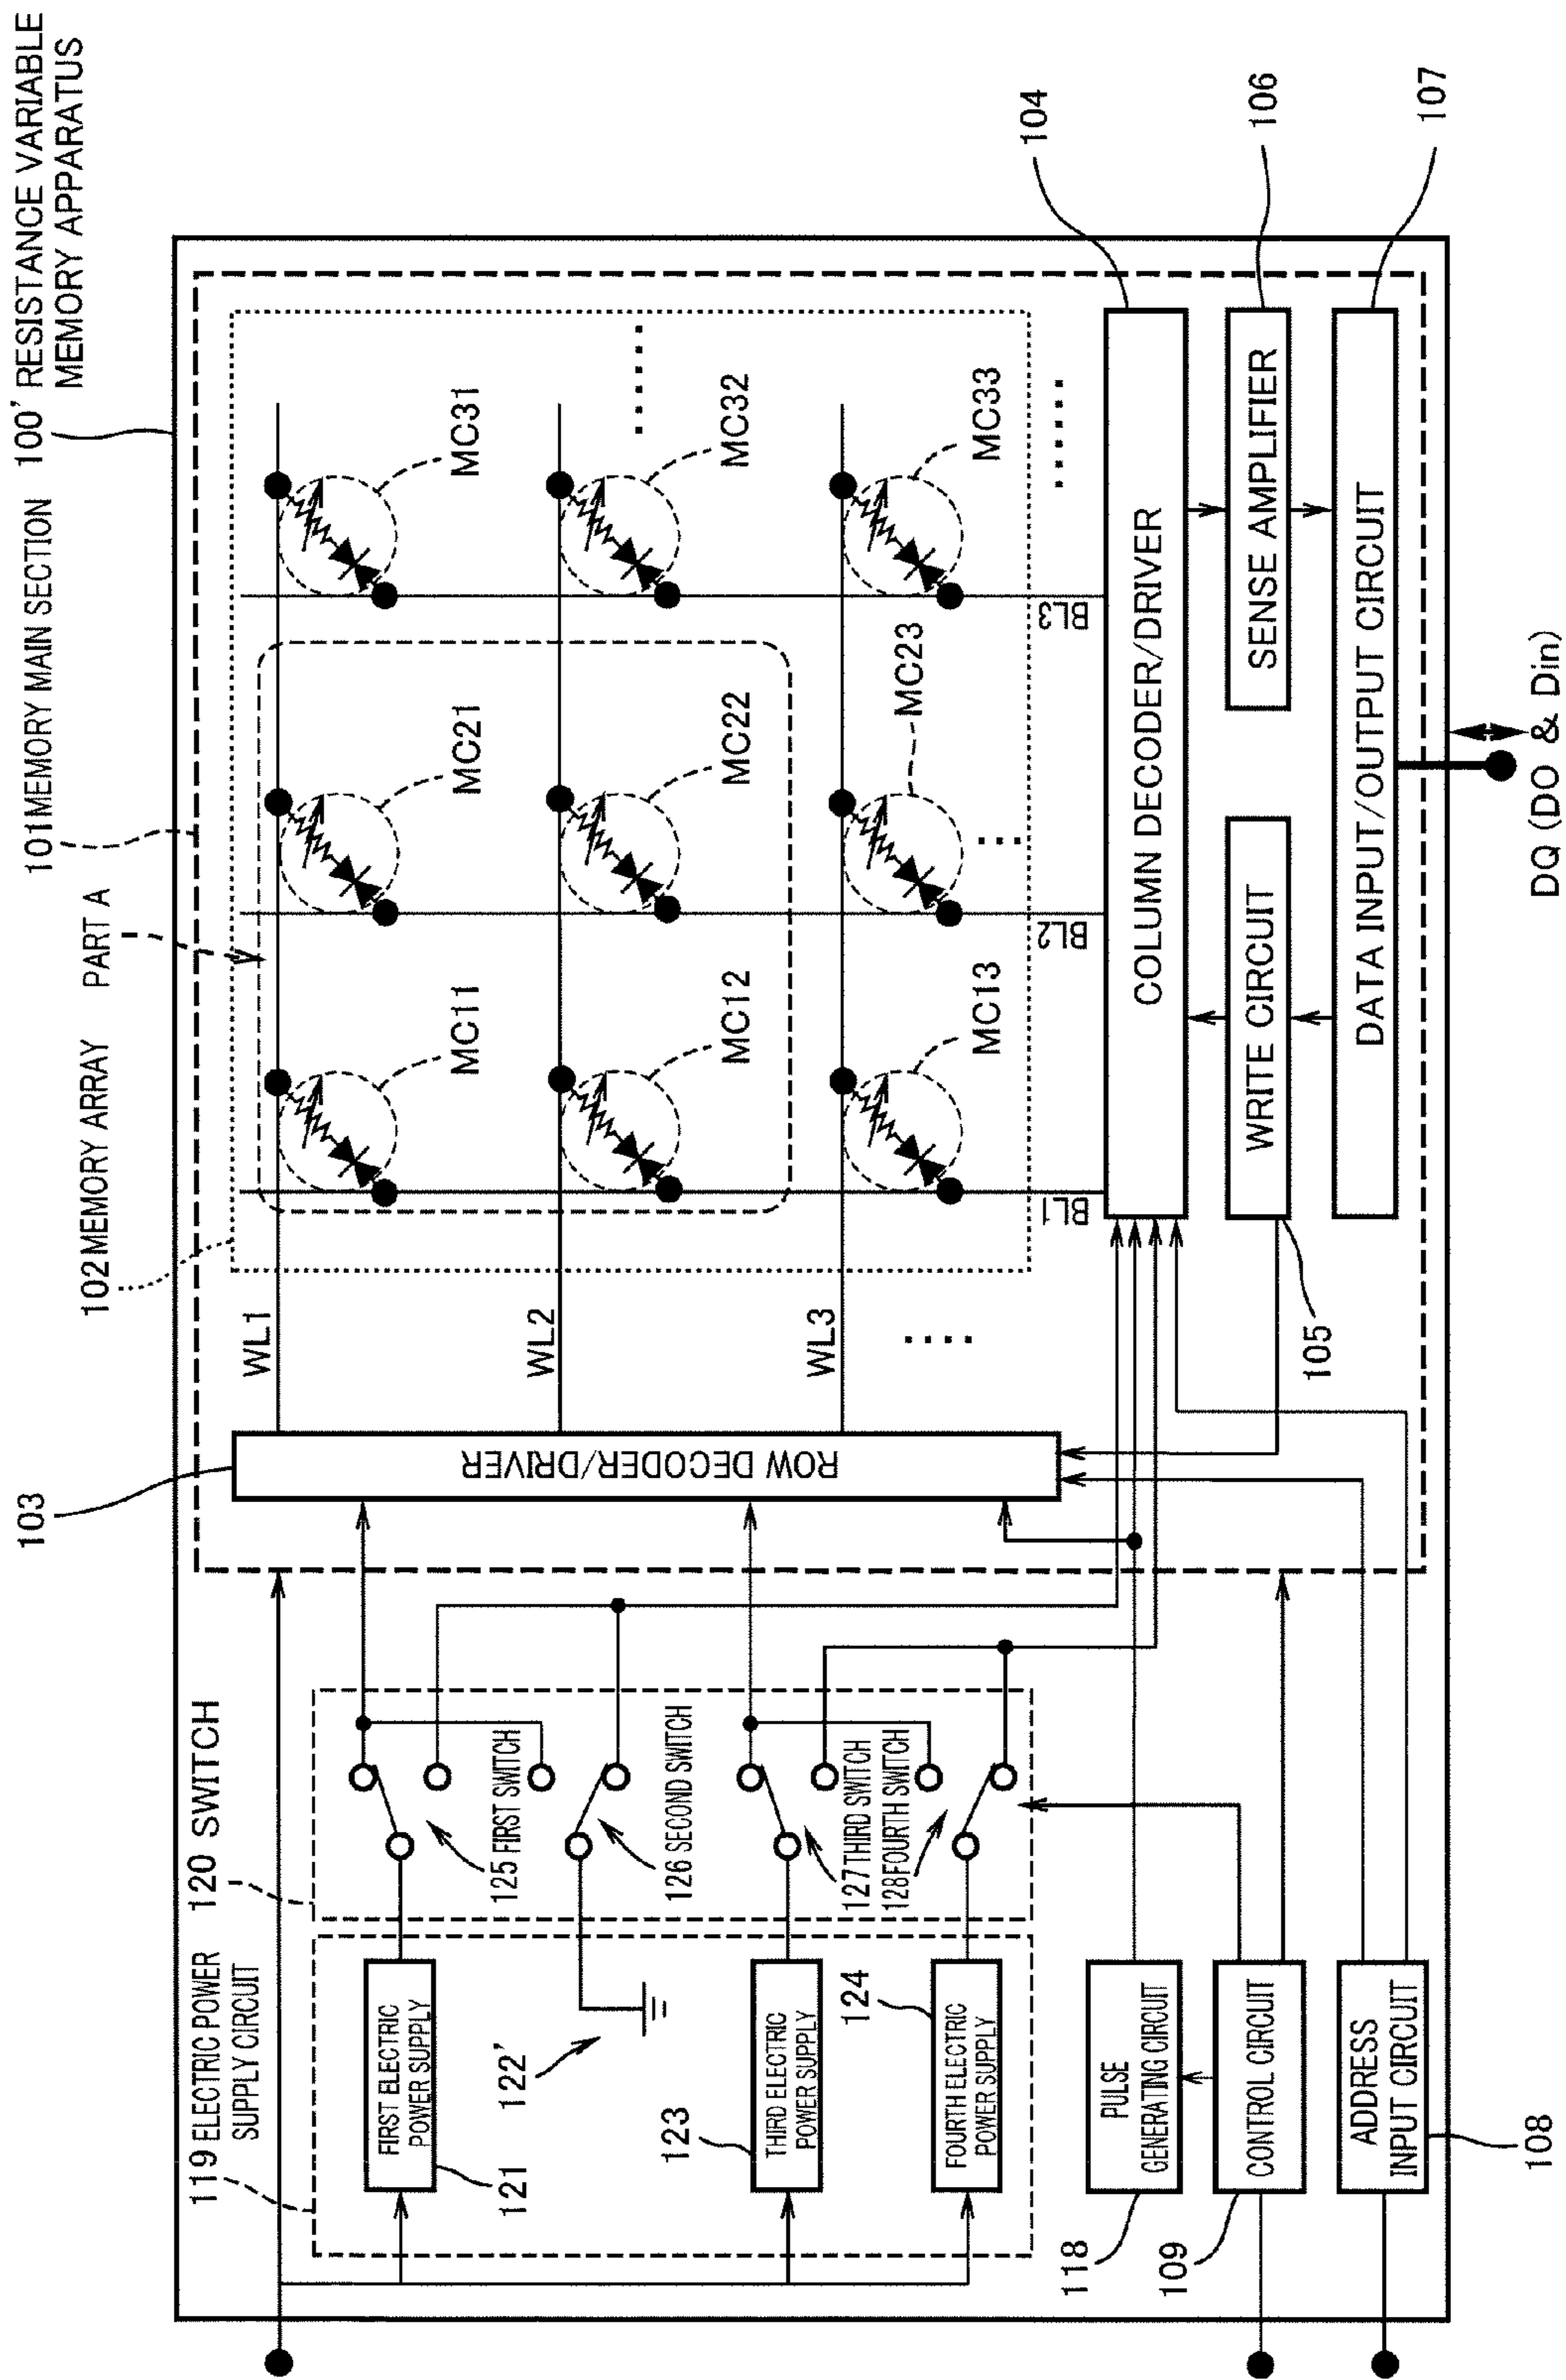 100' RESISTANCE VARIABLE
MEMORY APPARATUS
101 MEMORY MAIN SECTION
PART A
102 MEMORY ARRAY
103
120 SWITCH
119 ELECTRIC POWER
SUPPLY CIRCUIT
FIRST ELECTRIC
POWER SUPPLY
121
122'
THIRD ELECTRIC
POWER SUPPLY
123
FOURTH ELECTRIC
POWER SUPPLY
124
125 FIRST SWITCH
126 SECOND SWITCH
127 THIRD SWITCH
128 FOURTH SWITCH
PULSE
GENERATING CIRCUIT
118
CONTROL CIRCUIT
109
ADDRESS
INPUT CIRCUIT
108
ROW DECODER/DRIVER
WL1
WL2
WL3
....
MC11
MC21
MC31
MC12
MC22
MC32
......
MC13
MC23
MC33
...
......
BL1
BL2
BL3
COLUMN DECODER/DRIVER
104
WRITE CIRCUIT
105
SENSE AMPLIFIER
106
DATA INPUT/OUTPUT CIRCUIT
107
DQ (DO & Din)